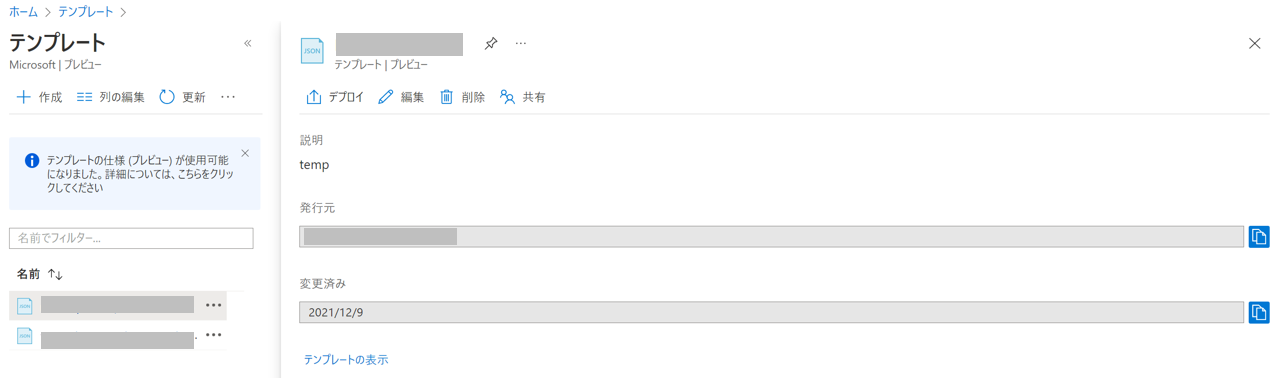 ホーム > テンプレート >
テンプレート
Microsoft | プレビュー
作成 列の編集 更新 ...
テンプレートの仕様 (プレビュー) が使用可能
になりました。詳細については、こちらをクリッ
クしてください
名前でフィルター...
名前
JSON
JSON
JSON
テンプレート | プレビュー
デプロイ 編集 削除 共有
説明
temp
発行元
変更済み
2021/12/9
テンプレートの表示